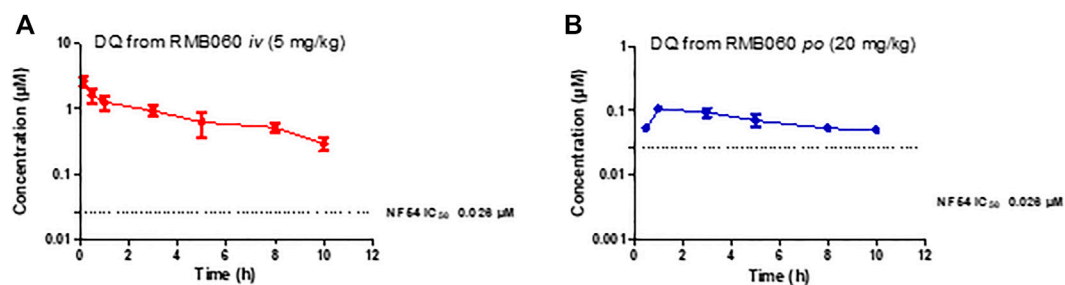 A
DQ from RMB060 iv (5 mg/kg)
Concentration (µM)
10
1
0.1
0.01
0 2 4 6 8 10 12
Time (h)
NF54 IC50 0.026 µM
B
DQ from RMB060 po (20 mg/kg)
Concentration (µM)
1
0.1
0.01
0.001
0 2 4 6 8 10 12
Time (h)
NF54 IC50 0.026 µM